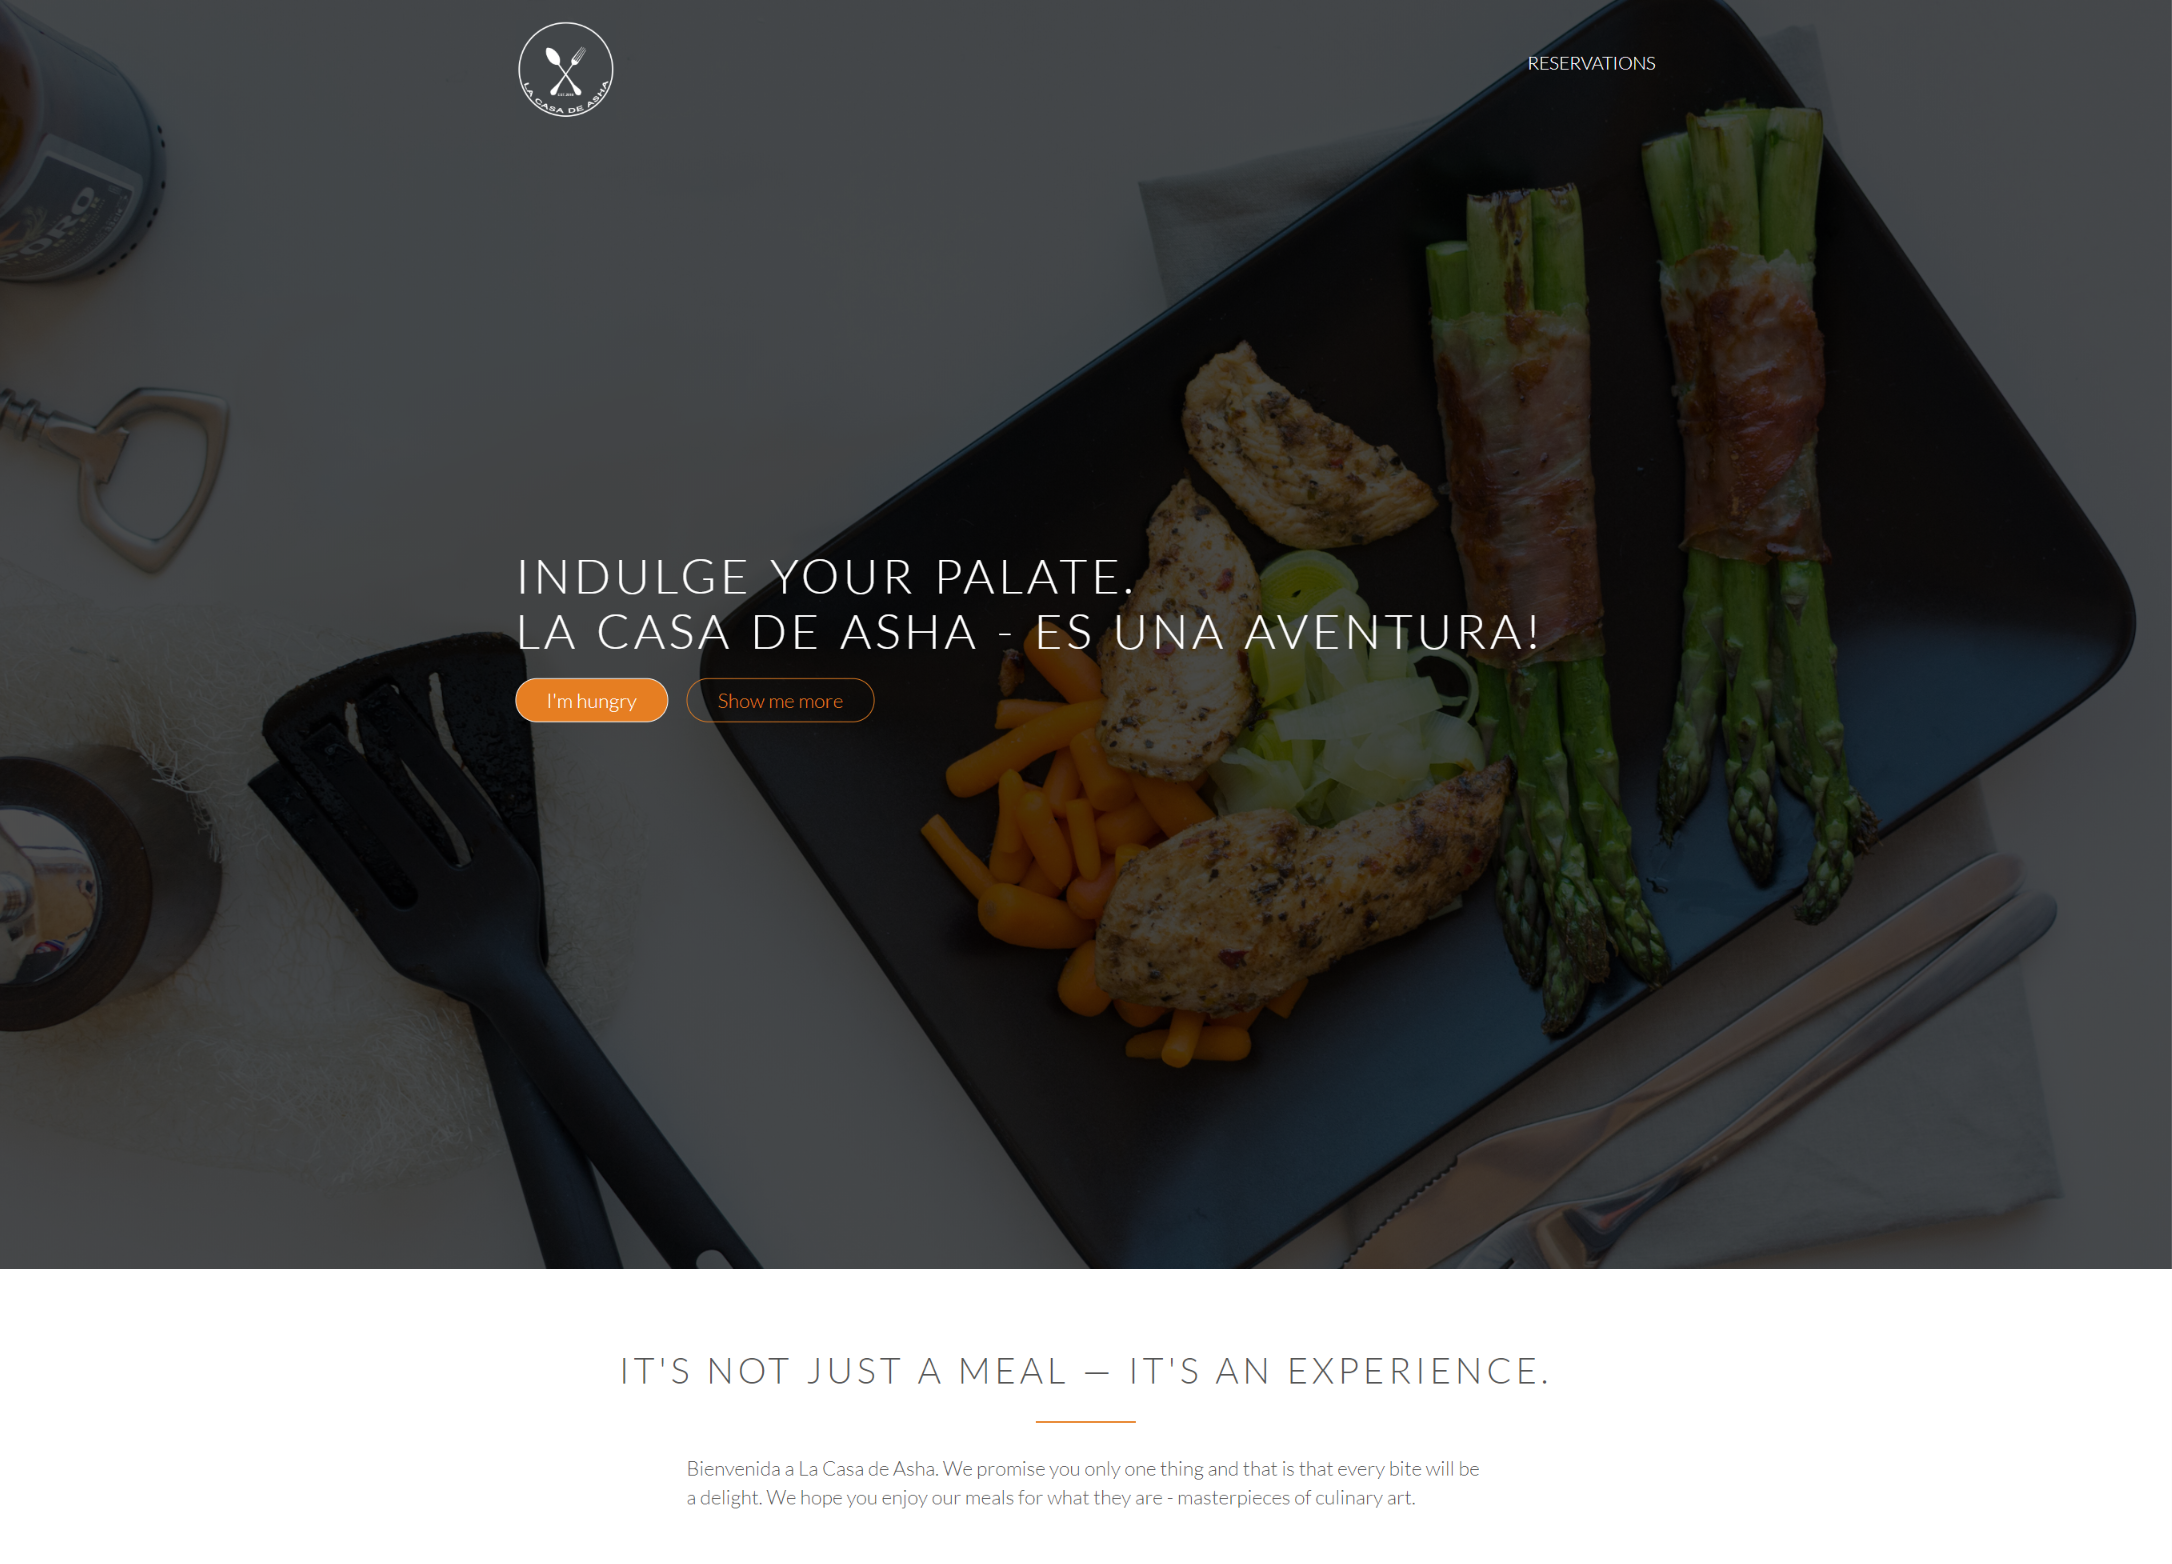 LA CASA DE ASHA
RESERVATIONS
ORO
INDULGE YOUR PALATE.
LA CASA DE ASHA - ES UNA AVENTURA!
I'm hungry
Show me more
IT'S NOT JUST A MEAL — IT'S AN EXPERIENCE.
Bienvenida a La Casa de Asha. We promise you only one thing and that is that every bite will be
a delight. We hope you enjoy our meals for what they are - masterpieces of culinary art.